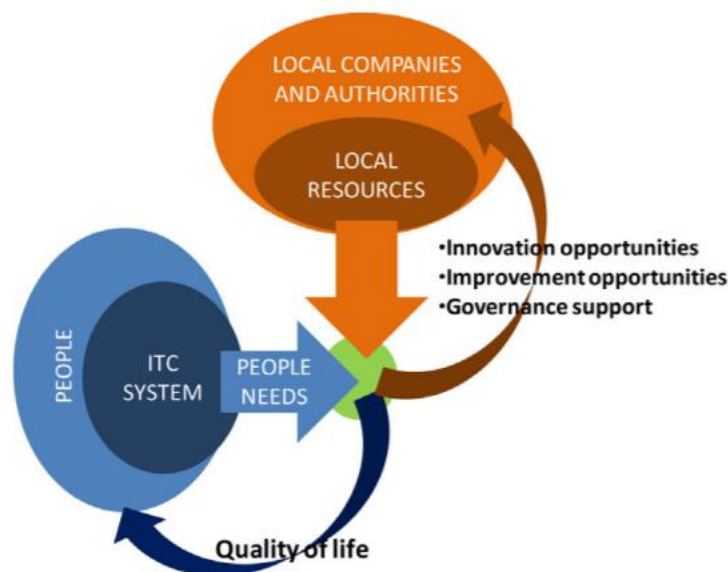 LOCAL COMPANIES
AND AUTHORITIES
LOCAL
RESOURCES
•Innovation opportunities
•Improvement opportunities
•Governance support
PEOPLE
ITC
SYSTEM
PEOPLE
NEEDS
Quality of life